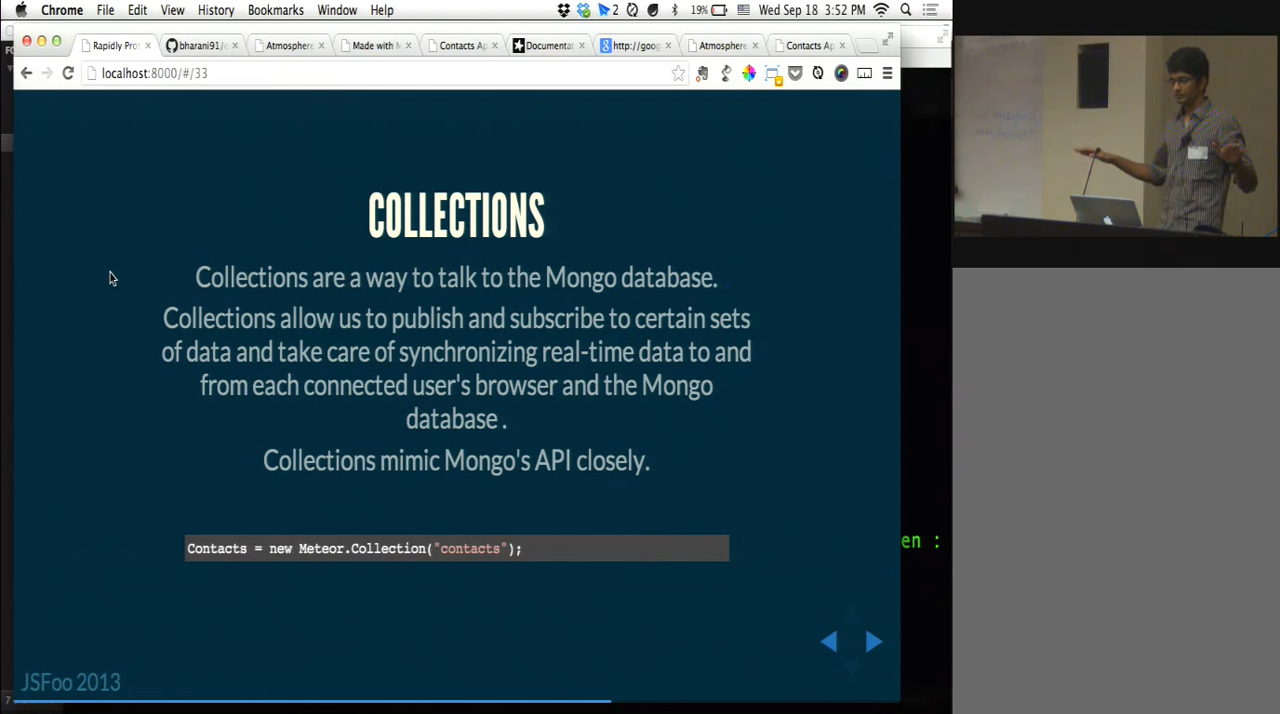 Chrome File Edit View History Bookmarks Window Help 2 19% Wed Sep 18 3:52 PM
Rapidly Pro bharani91/c Atmosphere Made with M Contacts Ap Documental http://goog Atmosphere Contacts Ap
localhost:8000/#/33
COLLECTIONS
Collections are a way to talk to the Mongo database.
Collections allow us to publish and subscribe to certain sets
of data and take care of synchronizing real-time data to and
from each connected user's browser and the Mongo
database .
Collections mimic Mongo's API closely.
Contacts = new Meteor.Collection("contacts");
en :
JSFoo 2013